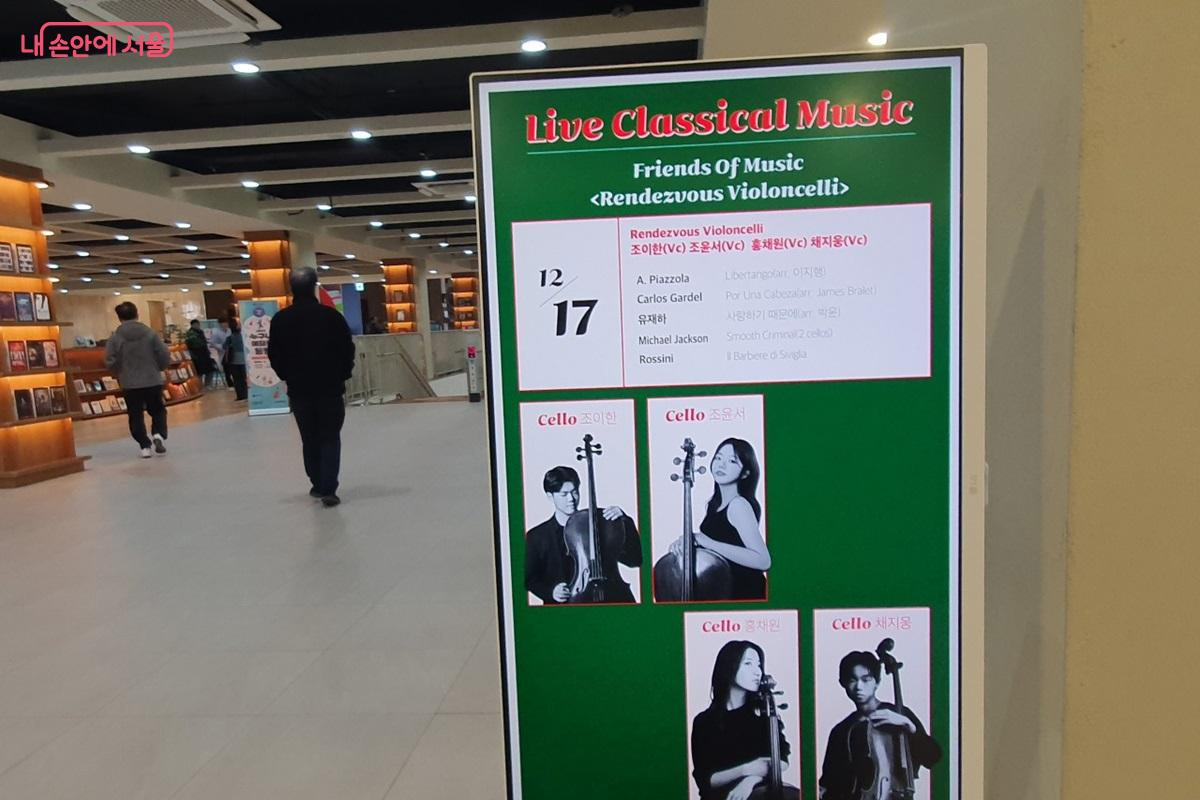 내 손안에 서울
Live Classical Music
Friends Of Music
<Rendezvous Violoncelli>
12/17
Rendezvous Violoncelli
조이한(Vc) 조윤서(Vc) 홍채원(Vc) 채지웅(Vc)
A. Piazzola Libertango(arr. 이지행)
Carlos Gardel Por Una Cabeza(arr. James Bralet)
유재하 사랑하기 때문에(arr. 박윤)
Michael Jackson Smooth Criminal(2 cellos)
Rossini Il Barbiere di Siviglia
Cello 조이한
Cello 조윤서
Cello 홍채원
Cello 채지웅